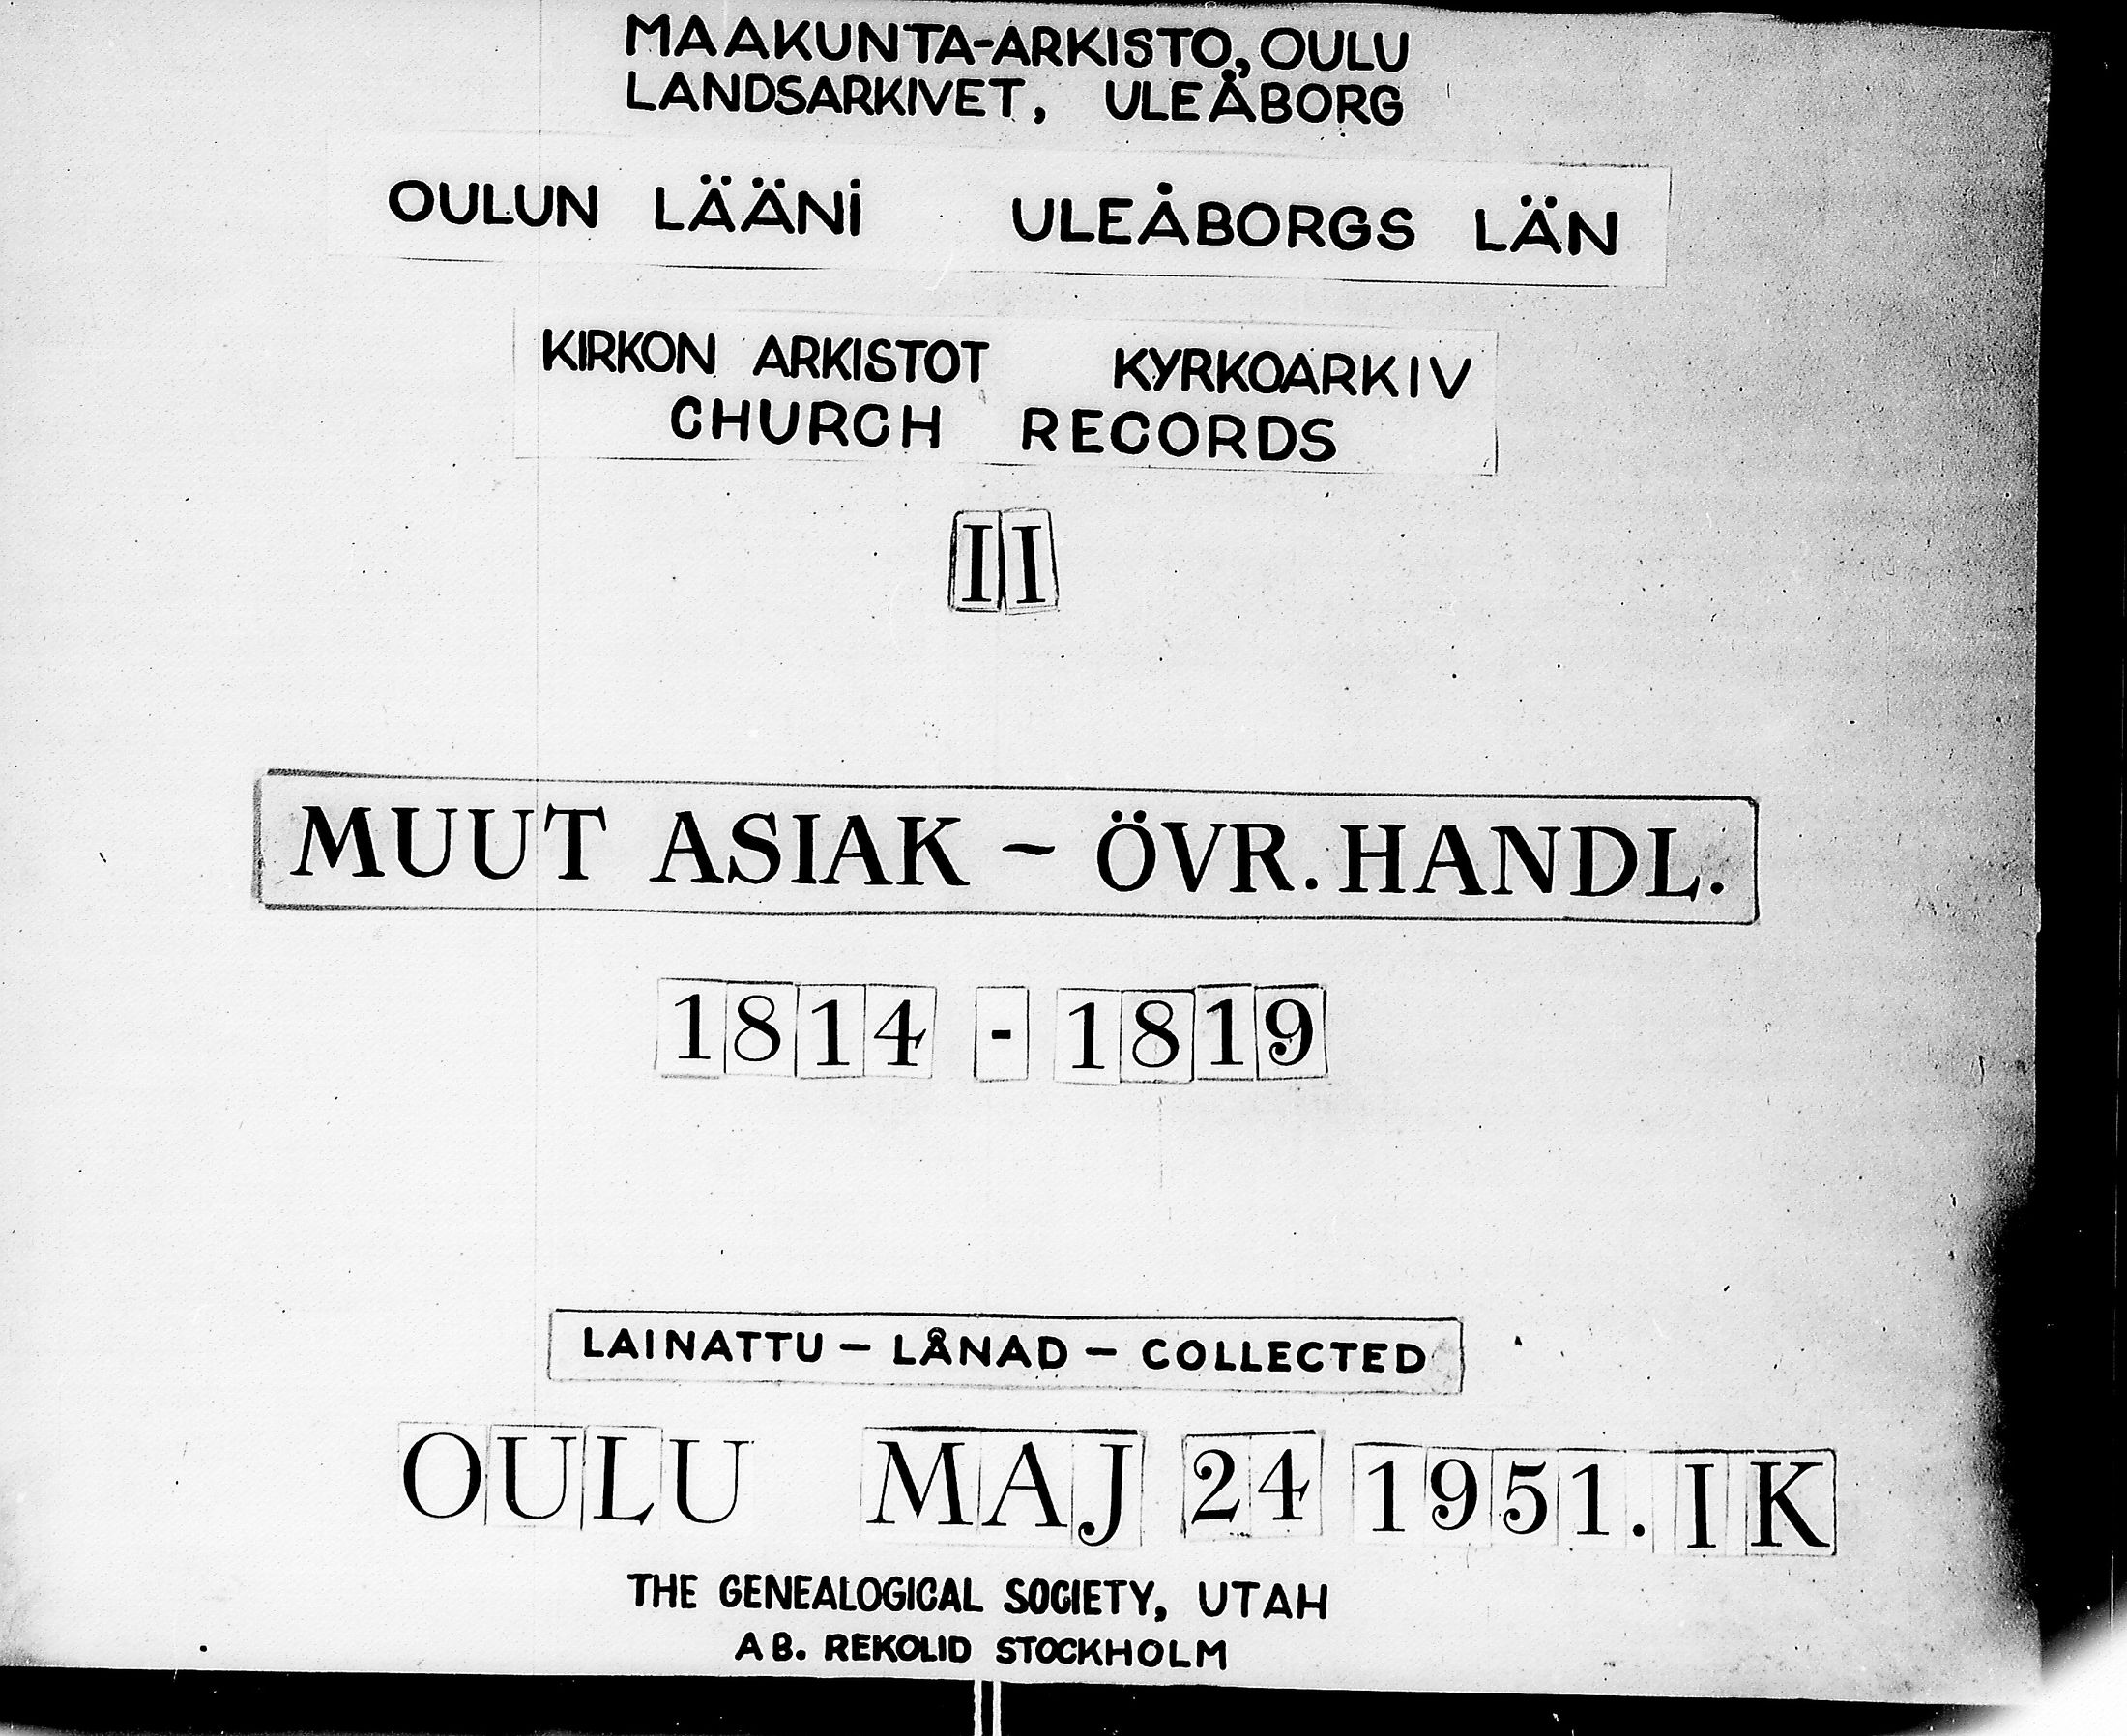 MAAKUNTA-ARKISTO, OULU
LANDSARKIVET, ULEÅBORG
OULUN LÄÄNI ULEÅBORGS LÄN
KIRKON ARKISTOT KYRKOARKIV
CHURCH RECORDS
II
MUUT ASIAK - ÖVR. HANDL.
1814 - 1819
LAINATTU - LÅNAD - COLLECTED
OULU MAJ 24 1951. IK
THE GENEALOGICAL SOCIETY, UTAH
AB. REKOLID STOCKHOLM